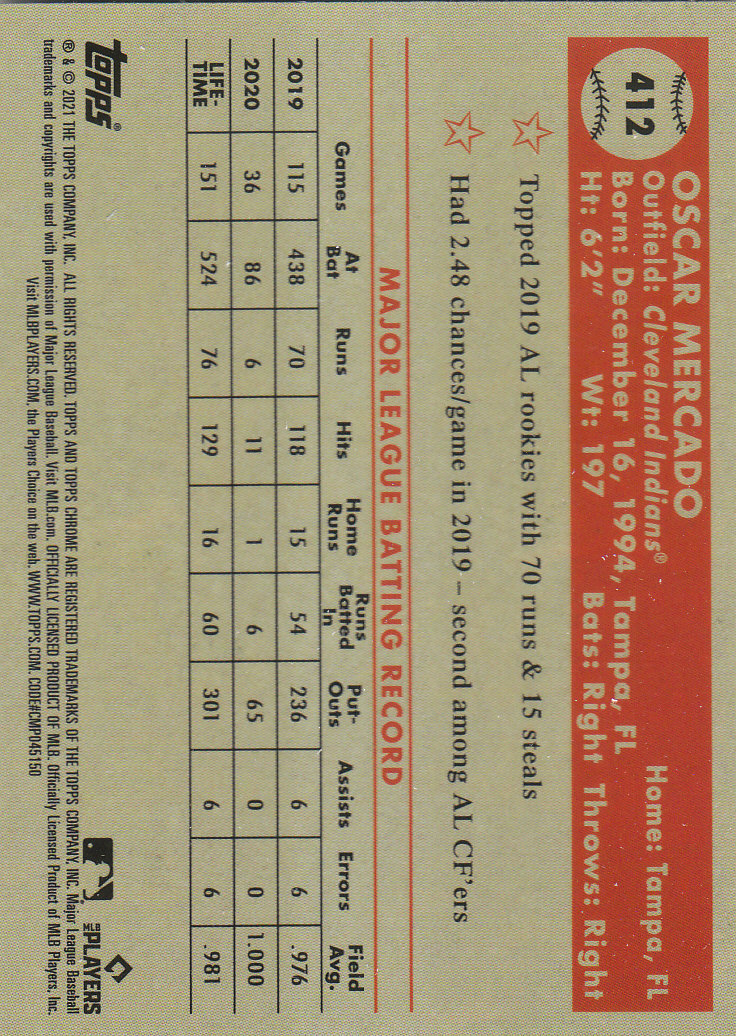 412
OSCAR MERCADO
Outfield: Cleveland Indians® Home: Tampa, FL
Born: December 16, 1994, Tampa, FL
Ht: 6'2" Wt: 197 Bats: Right Throws: Right
Topped 2019 AL rookies with 70 runs & 15 steals
Had 2.48 chances/game in 2019 – second among AL CF'ers
MAJOR LEAGUE BATTING RECORD
Games At Bat Runs Hits Home Runs Runs Batted In Put-Outs Assists Errors Field Avg.
2019 115 438 70 118 15 54 236 6 6 .976
2020 36 86 6 11 1 6 65 0 0 1.000
LIFE-TIME 151 524 76 129 16 60 301 6 6 .981
topps®
MLB PLAYERS
® & © 2021 THE TOPPS COMPANY, INC. ALL RIGHTS RESERVED. TOPPS AND TOPPS CHROME ARE REGISTERED TRADEMARKS OF THE TOPPS COMPANY, INC. Major League Baseball
trademarks and copyrights are used with permission of Major League Baseball. Visit MLB.com. OFFICIALLY LICENSED PRODUCT OF MLB. Officially Licensed Product of MLB Players, Inc.
Visit MLBPLAYERS.COM, the Players Choice on the web. WWW.TOPPS.COM. CODE#CMP045150